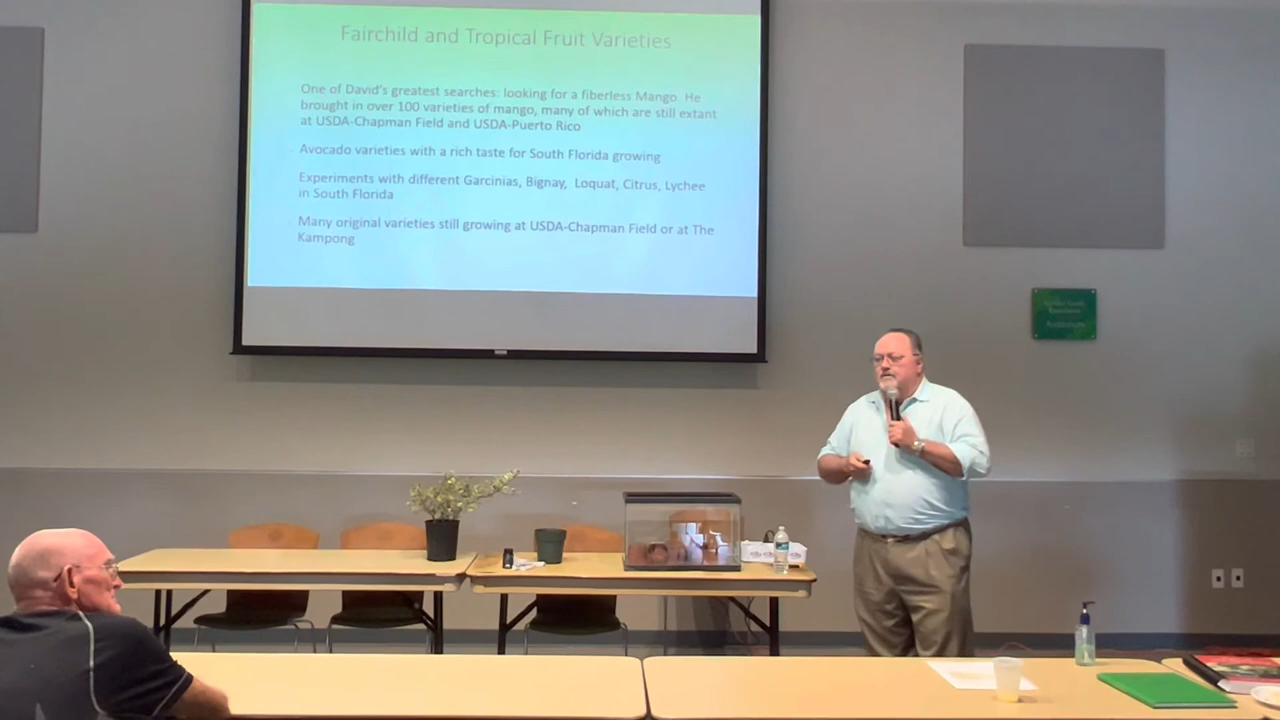 Fairchild and Tropical Fruit Varieties
One of David's greatest searches: looking for a fiberless Mango. He
brought in over 100 varieties of mango, many of which are still extant
at USDA-Chapman Field and USDA-Puerto Rico
Avocado varieties with a rich taste for South Florida growing
Experiments with different Garcinias, Bignay, Loquat, Citrus, Lychee
in South Florida
Many original varieties still growing at USDA-Chapman Field or at The
Kampong